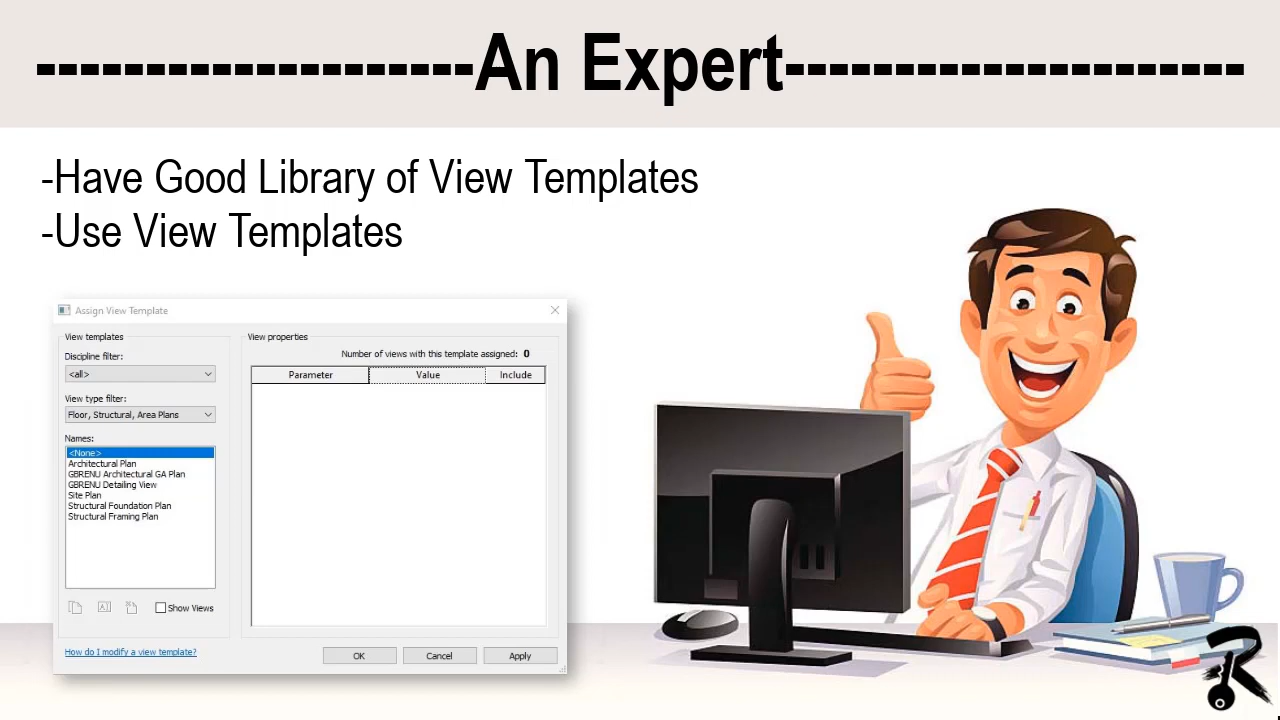 --------------------An Expert---------------------
-Have Good Library of View Templates
-Use View Templates
Assign View Template
View templates
Discipline filter:
<all>
View type filter:
Floor, Structural, Area Plans
Names:
<None>
Architectural Plan
GBRENU Architectural GA Plan
GBRENU Detailing View
Site Plan
Structural Foundation Plan
Structural Framing Plan
Show Views
How do I modify a view template?
View properties
Number of views with this template assigned: 0
Parameter Value Include
OK Cancel Apply
R